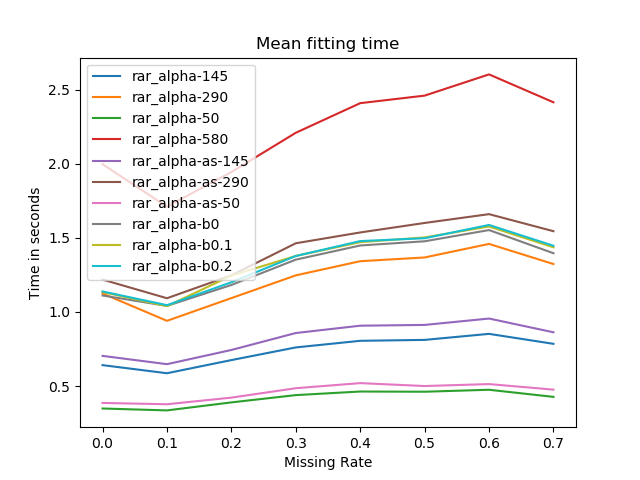 Mean fitting time
rar_alpha-145
rar_alpha-290
rar_alpha-50
rar_alpha-580
rar_alpha-as-145
rar_alpha-as-290
rar_alpha-as-50
rar_alpha-b0
rar_alpha-b0.1
rar_alpha-b0.2
Time in seconds
2.5
2.0
1.5
1.0
0.5
0.0 0.1 0.2 0.3 0.4 0.5 0.6 0.7
Missing Rate